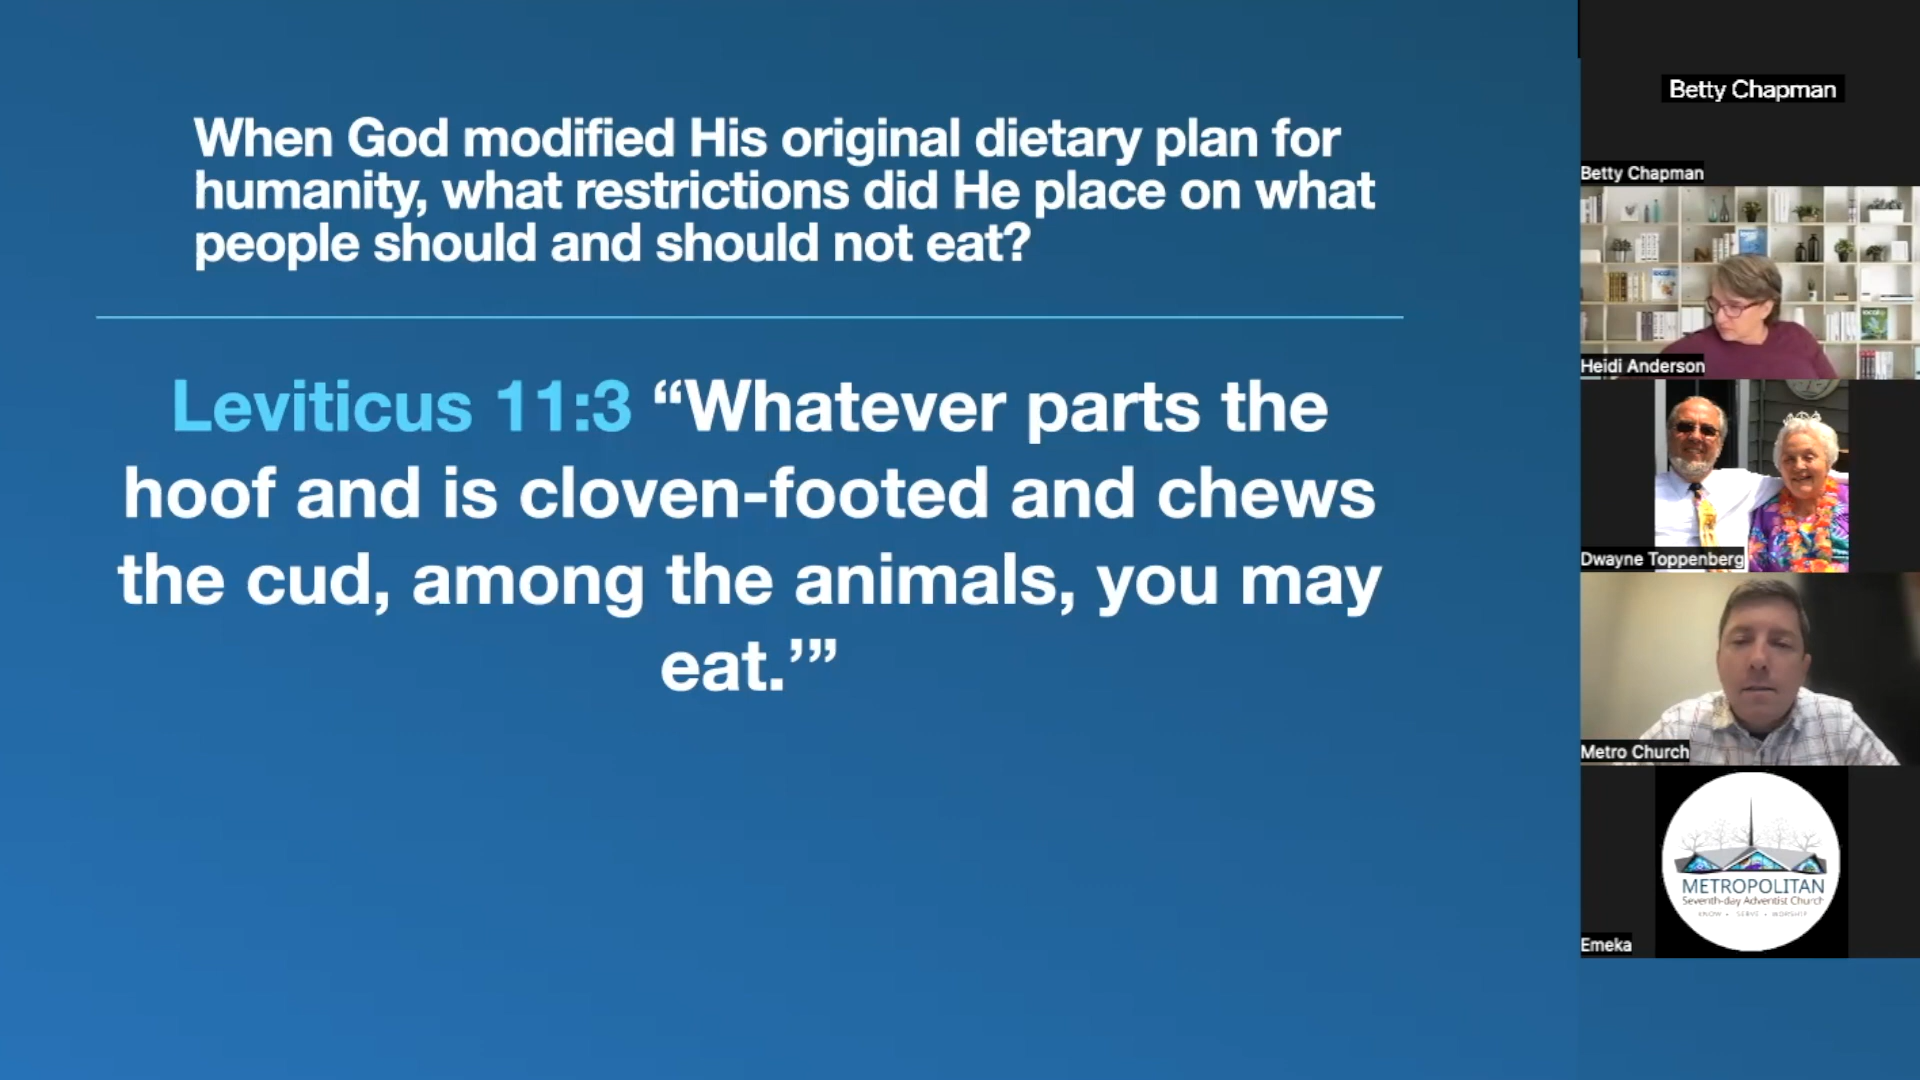 When God modified His original dietary plan for
humanity, what restrictions did He place on what
people should and should not eat?
Leviticus 11:3 “Whatever parts the
hoof and is cloven-footed and chews
the cud, among the animals, you may
eat.’”
Betty Chapman
Betty Chapman
Heidi Anderson
Dwayne Toppenberg
Metro Church
METROPOLITAN
Seventh-day Adventist Church
KNOW • SERVE • WORSHIP
Emeka